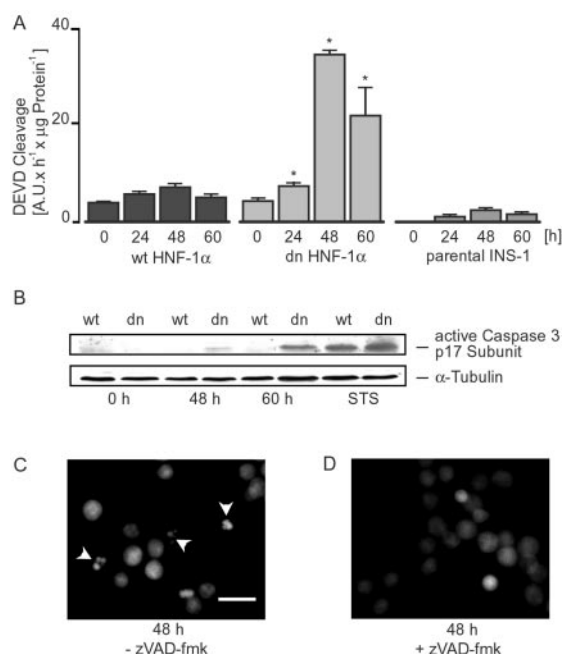 A
DEVD Cleavage
[A.U.x h⁻¹ x µg Protein⁻¹]
40
20
0
* * *
0 24 48 60 0 24 48 60 0 24 48 60 [h]
wt HNF-1α dn HNF-1α parental INS-1
B
wt dn wt dn wt dn wt dn
active Caspase 3
p17 Subunit
α-Tubulin
0 h 48 h 60 h STS
C D
48 h 48 h
- zVAD-fmk + zVAD-fmk